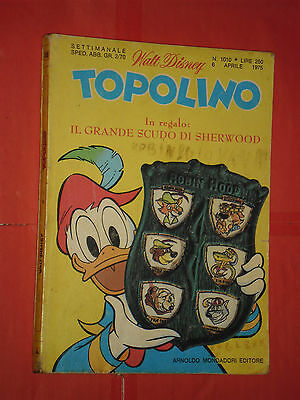 SETTIMANALE
SPED. ABB. GR. 2/70
Walt Disney
N. 1010 • LIRE 250
6 APRILE 1975
TOPOLINO
In regalo:
IL GRANDE SCUDO DI SHERWOOD
ROBIN HOOD
ARNOLDO MONDADORI EDITORE